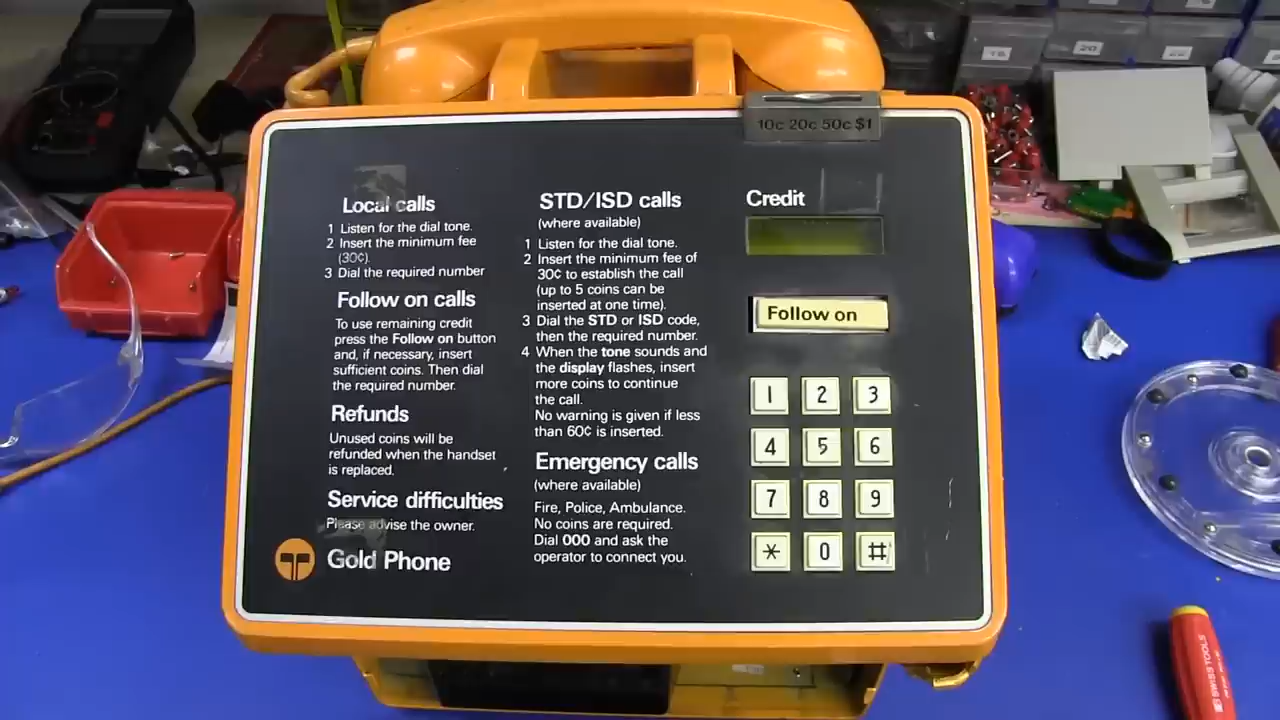 10c 20c 50c $1
Local calls
1 Listen for the dial tone.
2 Insert the minimum fee
(30¢).
3 Dial the required number
Follow on calls
To use remaining credit
press the Follow on button
and, if necessary, insert
sufficient coins. Then dial
the required number.
Refunds
Unused coins will be
refunded when the handset
is replaced.
Service difficulties
Please advise the owner.
Gold Phone
STD/ISD calls
(where available)
1 Listen for the dial tone.
2 Insert the minimum fee of
30¢ to establish the call
(up to 5 coins can be
inserted at one time).
3 Dial the STD or ISD code,
then the required number.
4 When the tone sounds and
the display flashes, insert
more coins to continue
the call.
No warning is given if less
than 60¢ is inserted.
Emergency calls
(where available)
Fire, Police, Ambulance.
No coins are required.
Dial 000 and ask the
operator to connect you.
Credit
Follow on
1 2 3
4 5 6
7 8 9
* 0 #
20
22
SWISS TOOLS